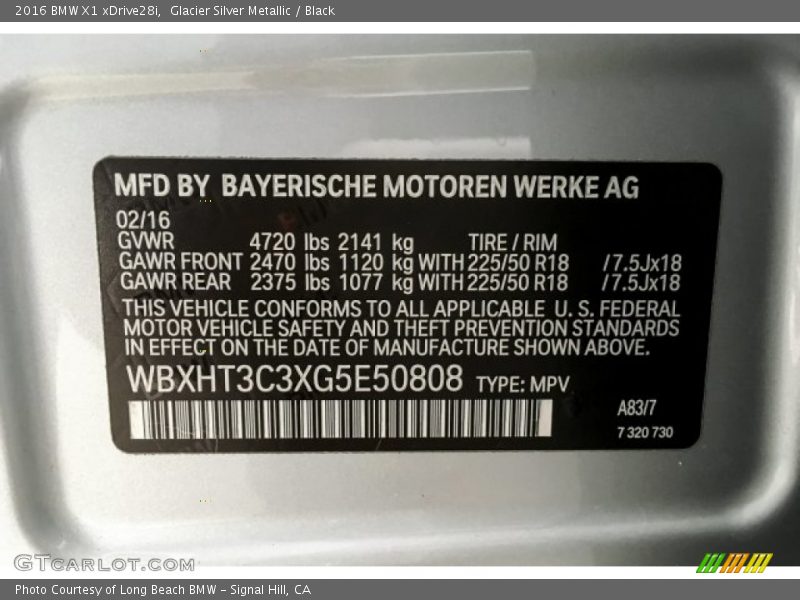 2016 BMW X1 xDrive28i, Glacier Silver Metallic / Black
MFD BY BAYERISCHE MOTOREN WERKE AG
02/16
GVWR 4720 lbs 2141 kg TIRE / RIM
GAWR FRONT 2470 lbs 1120 kg WITH 225/50 R18 /7.5Jx18
GAWR REAR 2375 lbs 1077 kg WITH 225/50 R18 /7.5Jx18
THIS VEHICLE CONFORMS TO ALL APPLICABLE U. S. FEDERAL
MOTOR VEHICLE SAFETY AND THEFT PREVENTION STANDARDS
IN EFFECT ON THE DATE OF MANUFACTURE SHOWN ABOVE.
WBXHT3C3XG5E50808 TYPE: MPV
A83/7
7 320 730
GTCARLOT.COM
Photo Courtesy of Long Beach BMW - Signal Hill, CA